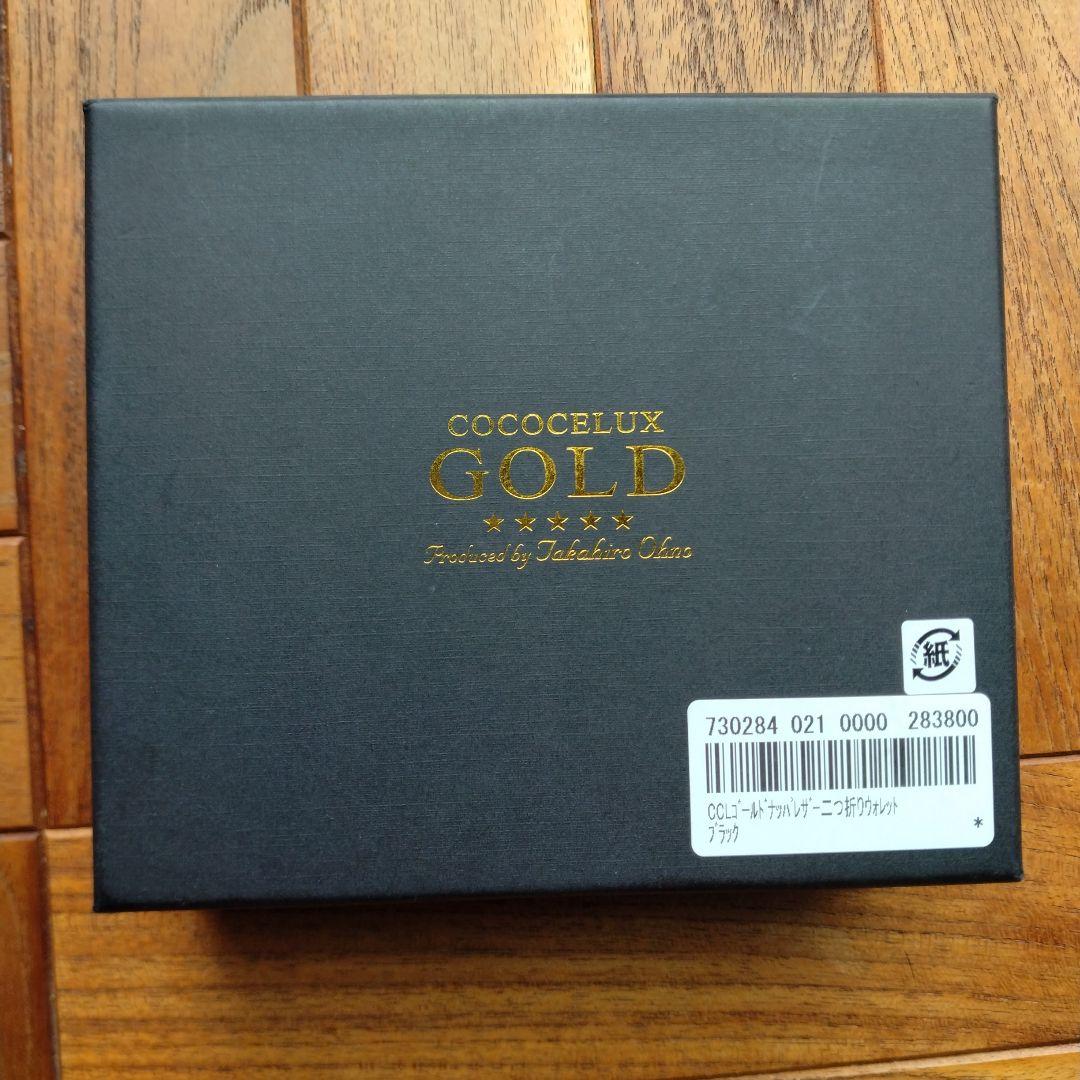 COCOCELUX
GOLD
Produced by Takahiro Ohno
紙
730284 021 0000 283800
CCLｺﾞｰﾙﾄﾞﾅｯﾊﾟﾚｻﾞｰ二つ折りｳｫﾚｯﾄ
ﾌﾞﾗｯｸ
*